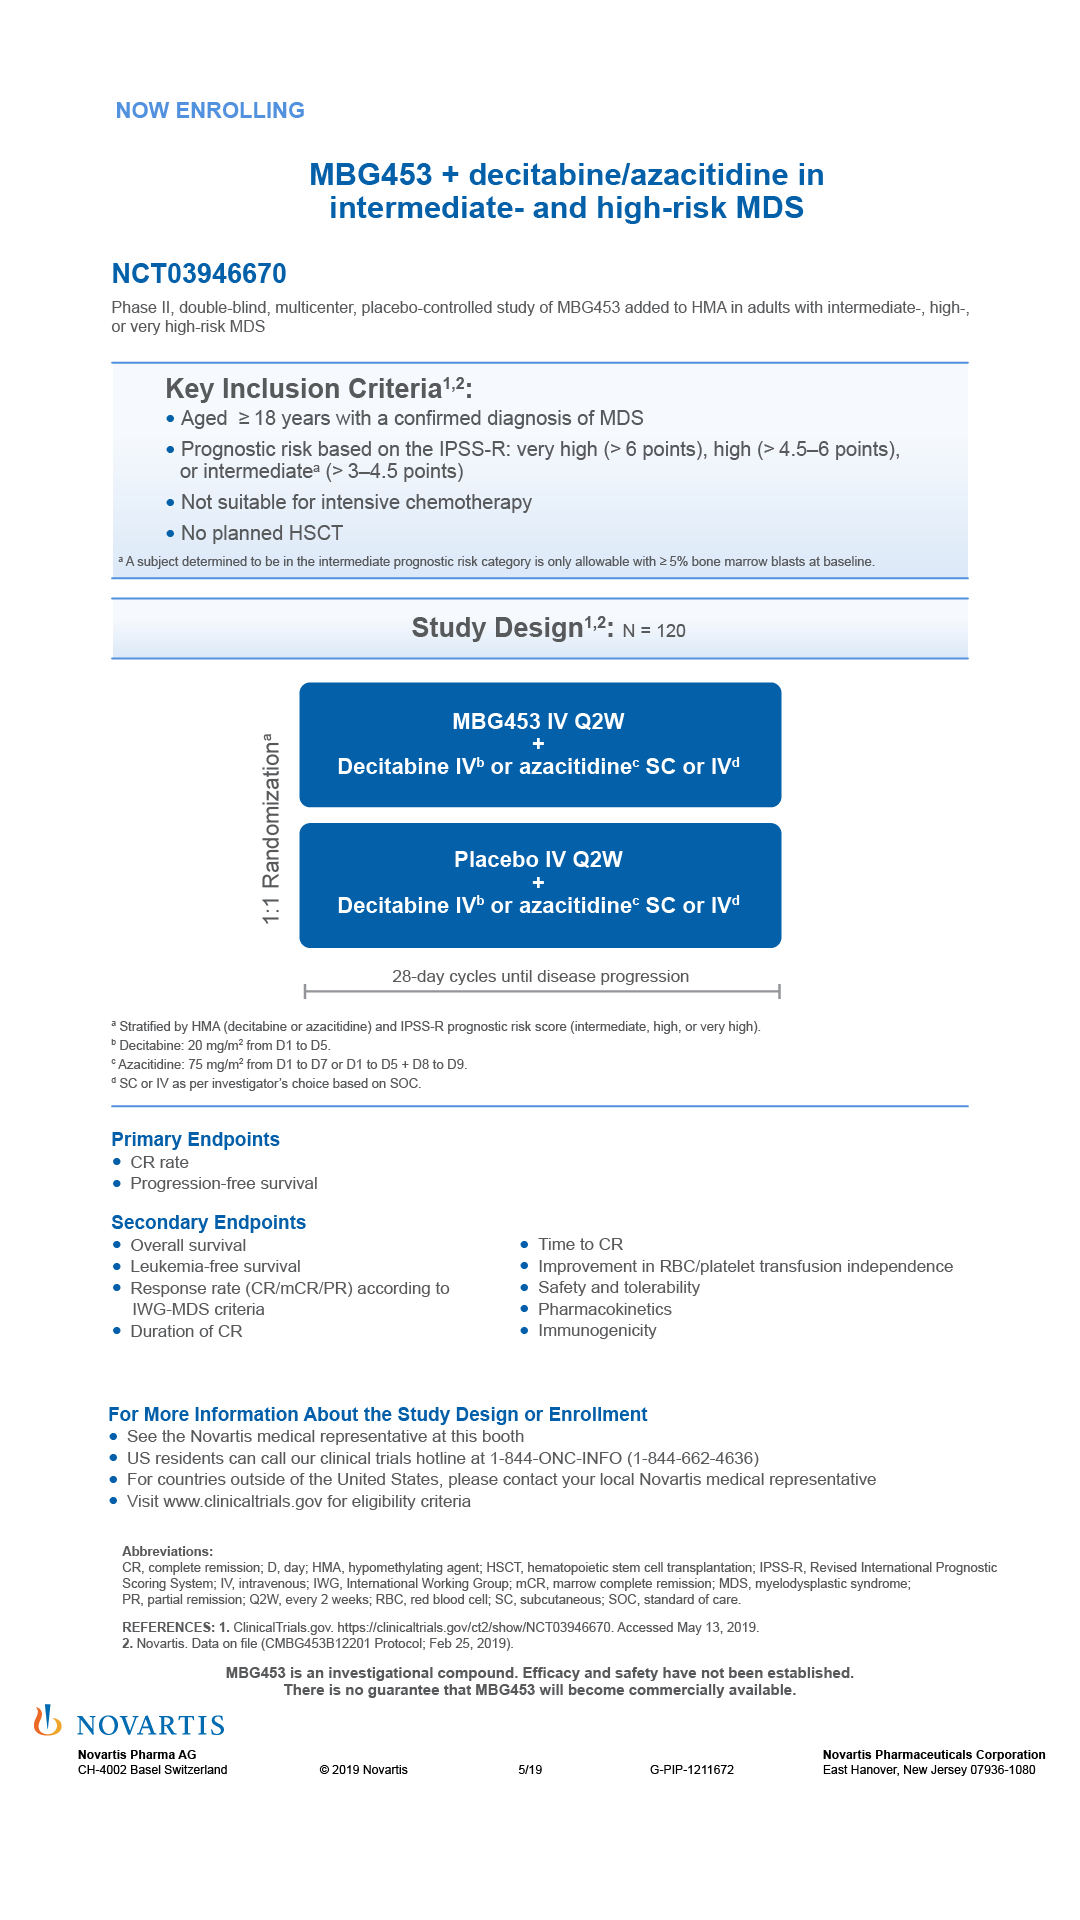 NOW ENROLLING
MBG453 + decitabine/azacitidine in
intermediate- and high-risk MDS
NCT03946670
Phase II, double-blind, multicenter, placebo-controlled study of MBG453 added to HMA in adults with intermediate-, high-,
or very high-risk MDS
Key Inclusion Criteria1,2:
• Aged ≥ 18 years with a confirmed diagnosis of MDS
• Prognostic risk based on the IPSS-R: very high (> 6 points), high (> 4.5–6 points),
or intermediateᵃ (> 3–4.5 points)
• Not suitable for intensive chemotherapy
• No planned HSCT
ᵃ A subject determined to be in the intermediate prognostic risk category is only allowable with ≥ 5% bone marrow blasts at baseline.
Study Design1,2: N = 120
1:1 Randomizationᵃ
MBG453 IV Q2W
+
Decitabine IVᵇ or azacitidineᶜ SC or IVᵈ
Placebo IV Q2W
+
Decitabine IVᵇ or azacitidineᶜ SC or IVᵈ
28-day cycles until disease progression
ᵃ Stratified by HMA (decitabine or azacitidine) and IPSS-R prognostic risk score (intermediate, high, or very high).
ᵇ Decitabine: 20 mg/m² from D1 to D5.
ᶜ Azacitidine: 75 mg/m² from D1 to D7 or D1 to D5 + D8 to D9.
ᵈ SC or IV as per investigator's choice based on SOC.
Primary Endpoints
• CR rate
• Progression-free survival
Secondary Endpoints
• Overall survival
• Leukemia-free survival
• Response rate (CR/mCR/PR) according to
IWG-MDS criteria
• Duration of CR
• Time to CR
• Improvement in RBC/platelet transfusion independence
• Safety and tolerability
• Pharmacokinetics
• Immunogenicity
For More Information About the Study Design or Enrollment
• See the Novartis medical representative at this booth
• US residents can call our clinical trials hotline at 1-844-ONC-INFO (1-844-662-4636)
• For countries outside of the United States, please contact your local Novartis medical representative
• Visit www.clinicaltrials.gov for eligibility criteria
Abbreviations:
CR, complete remission; D, day; HMA, hypomethylating agent; HSCT, hematopoietic stem cell transplantation; IPSS-R, Revised International Prognostic
Scoring System; IV, intravenous; IWG, International Working Group; mCR, marrow complete remission; MDS, myelodysplastic syndrome;
PR, partial remission; Q2W, every 2 weeks; RBC, red blood cell; SC, subcutaneous; SOC, standard of care.
REFERENCES: 1. ClinicalTrials.gov. https://clinicaltrials.gov/ct2/show/NCT03946670. Accessed May 13, 2019.
2. Novartis. Data on file (CMBG453B12201 Protocol; Feb 25, 2019).
MBG453 is an investigational compound. Efficacy and safety have not been established.
There is no guarantee that MBG453 will become commercially available.
NOVARTIS
Novartis Pharma AG
CH-4002 Basel Switzerland
© 2019 Novartis
5/19
G-PIP-1211672
Novartis Pharmaceuticals Corporation
East Hanover, New Jersey 07936-1080